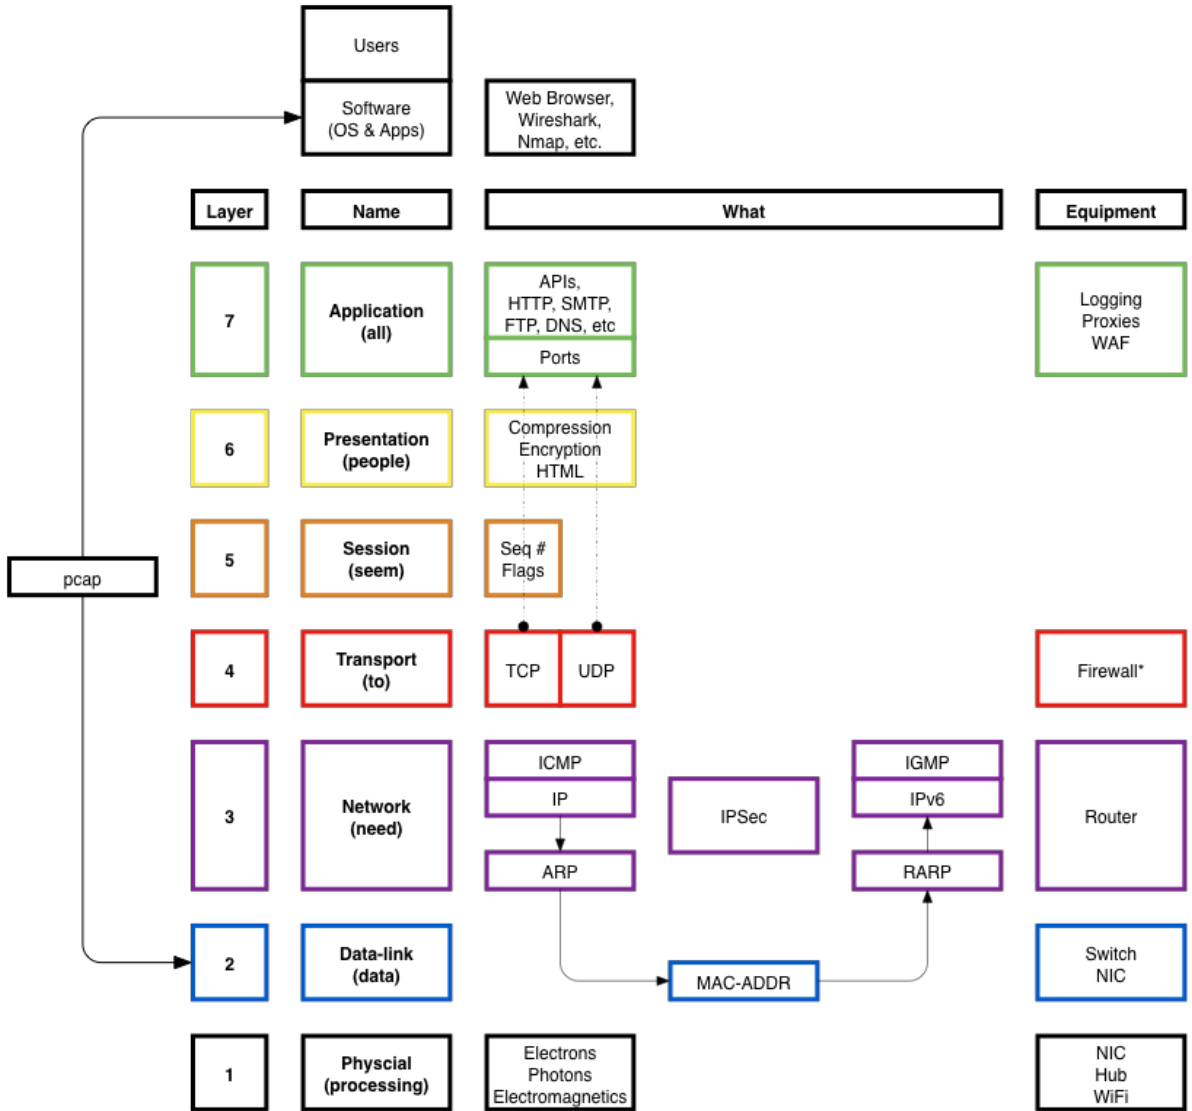 Users
Software
(OS & Apps)
Web Browser,
Wireshark,
Nmap, etc.
Layer
Name
What
Equipment
7
Application
(all)
APIs,
HTTP, SMTP,
FTP, DNS, etc
Ports
Logging
Proxies
WAF
6
Presentation
(people)
Compression
Encryption
HTML
pcap
5
Session
(seem)
Seq #
Flags
4
Transport
(to)
TCP
UDP
Firewall*
3
Network
(need)
ICMP
IP
ARP
IPSec
IGMP
IPv6
RARP
Router
2
Data-link
(data)
MAC-ADDR
Switch
NIC
1
Physcial
(processing)
Electrons
Photons
Electromagnetics
NIC
Hub
WiFi